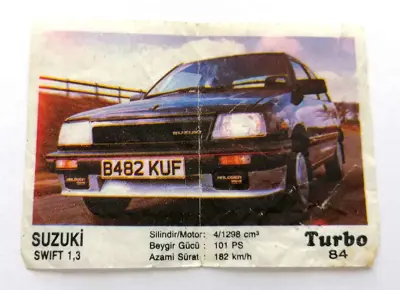 B482 KUF
SUZUKİ
SWIFT 1,3
Silindir/Motor: 4/1298 cm³
Beygir Gücü : 101 PS
Azami Sürat : 182 km/h
Turbo
84